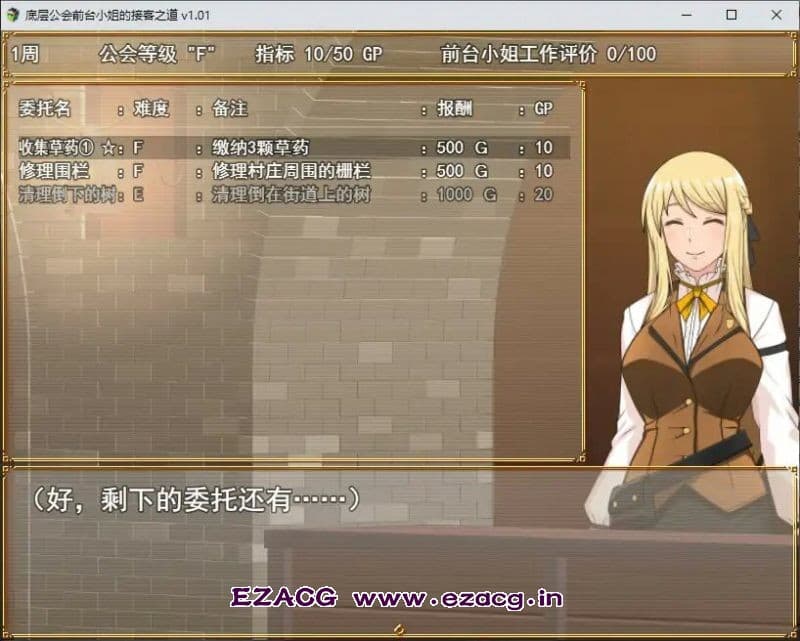 底层公会前台小姐的接客之道 v1.01
1周 公会等级 "F" 指标 10/50 GP 前台小姐工作评价 0/100
委托名 : 难度 : 备注 : 报酬 : GP
收集草药① ☆: F : 缴纳3颗草药 : 500 G : 10
修理围栏 : F : 修理村庄周围的栅栏 : 500 G : 10
清理倒下的树: E : 清理倒在街道上的树 : 1000 G : 20
（好，剩下的委托还有……）
EZACG www.ezacg.in